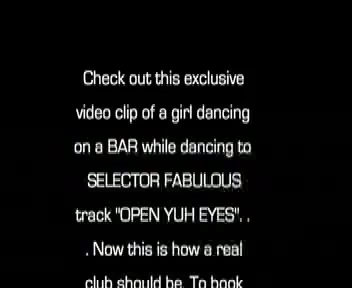 Check out this exclusive
video clip of a girl dancing
on a BAR while dancing to
SELECTOR FABULOUS
track "OPEN YUH EYES". .
. Now this is how a real
club should be. To book